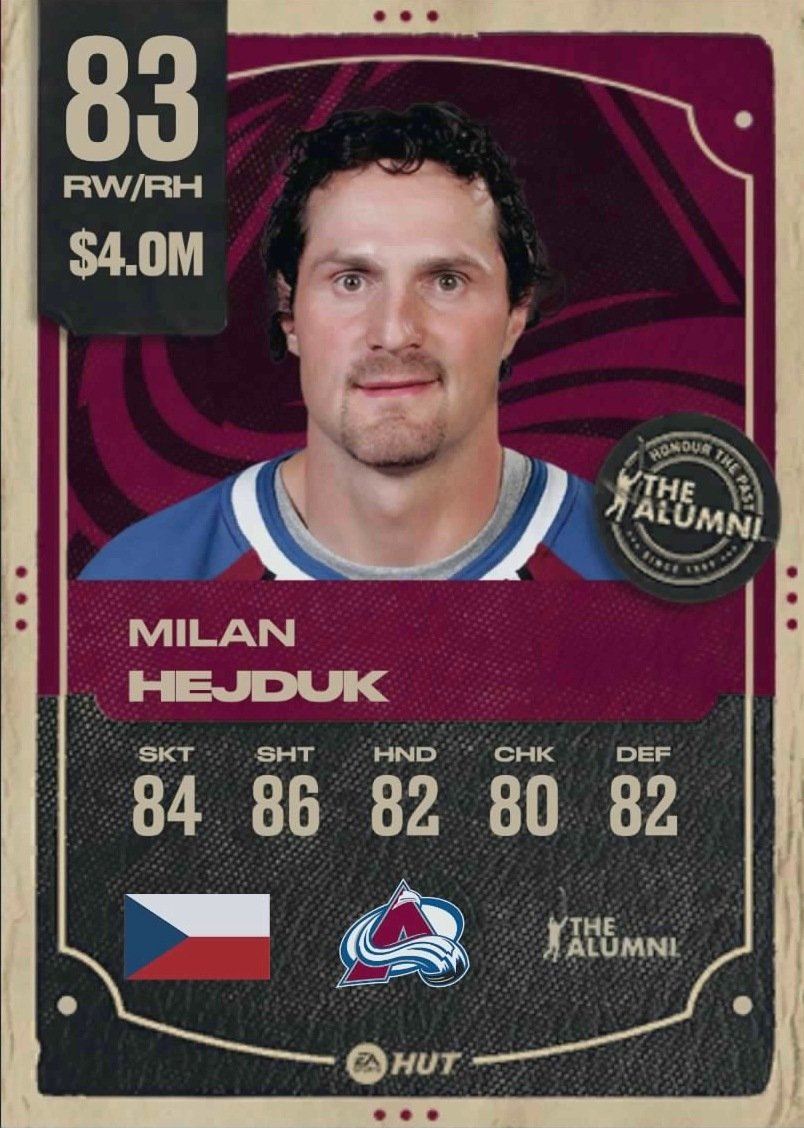 83
RW/RH
$4.0M
HONOUR THE PAST
THE
ALUMNI
MILAN
HEJDUK
SKT SHT HND CHK DEF
84 86 82 80 82
A
THE
ALUMNI
EA HUT